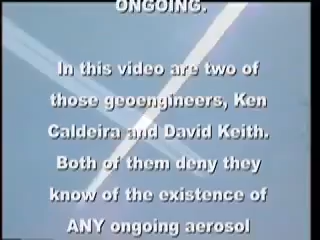 ONGOING.
In this video are two of
those geoengineers, Ken
Caldeira and David Keith.
Both of them deny they
know of the existence of
ANY ongoing aerosol